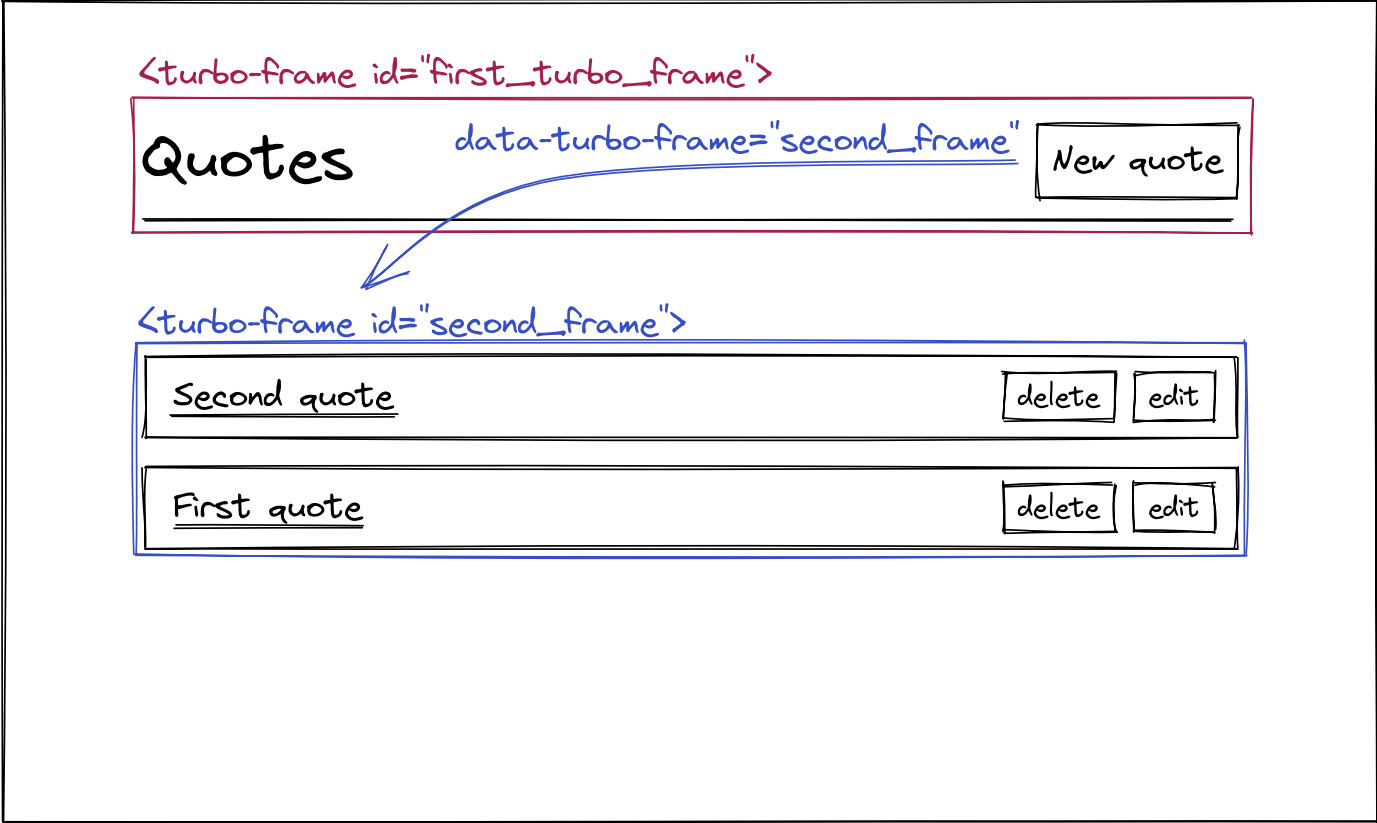 <turbo-frame id="first_turbo_frame">
Quotes
data-turbo-frame="second_frame"
New quote
<turbo-frame id="second_frame">
Second quote
delete
edit
First quote
delete
edit